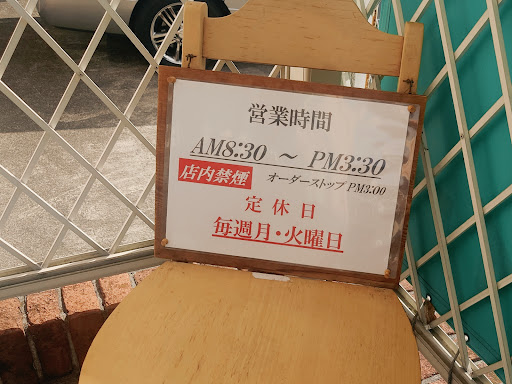 営業時間
AM8:30 ～ PM3:30
店内禁煙 オーダーストップ PM3:00
定休日
毎週月・火曜日